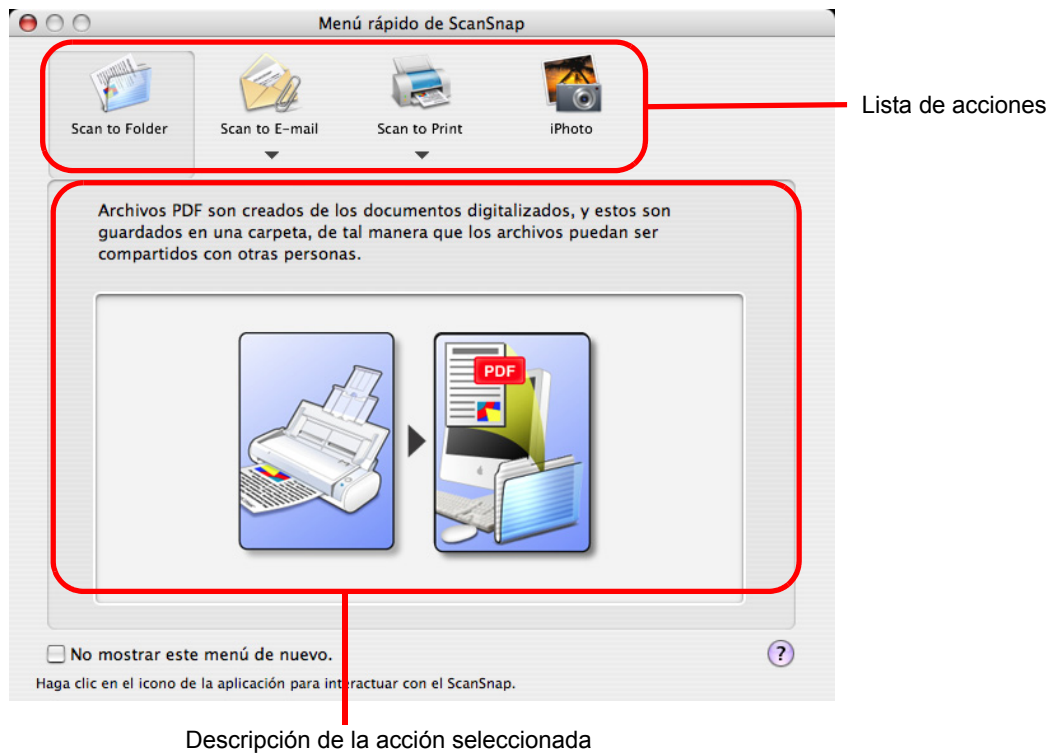 Menú rápido de ScanSnap
Scan to Folder
Scan to E-mail
Scan to Print
iPhoto
Lista de acciones
Archivos PDF son creados de los documentos digitalizados, y estos son
guardados en una carpeta, de tal manera que los archivos puedan ser
compartidos con otras personas.
PDF
No mostrar este menú de nuevo.
?
Haga clic en el icono de la aplicación para interactuar con el ScanSnap.
Descripción de la acción seleccionada